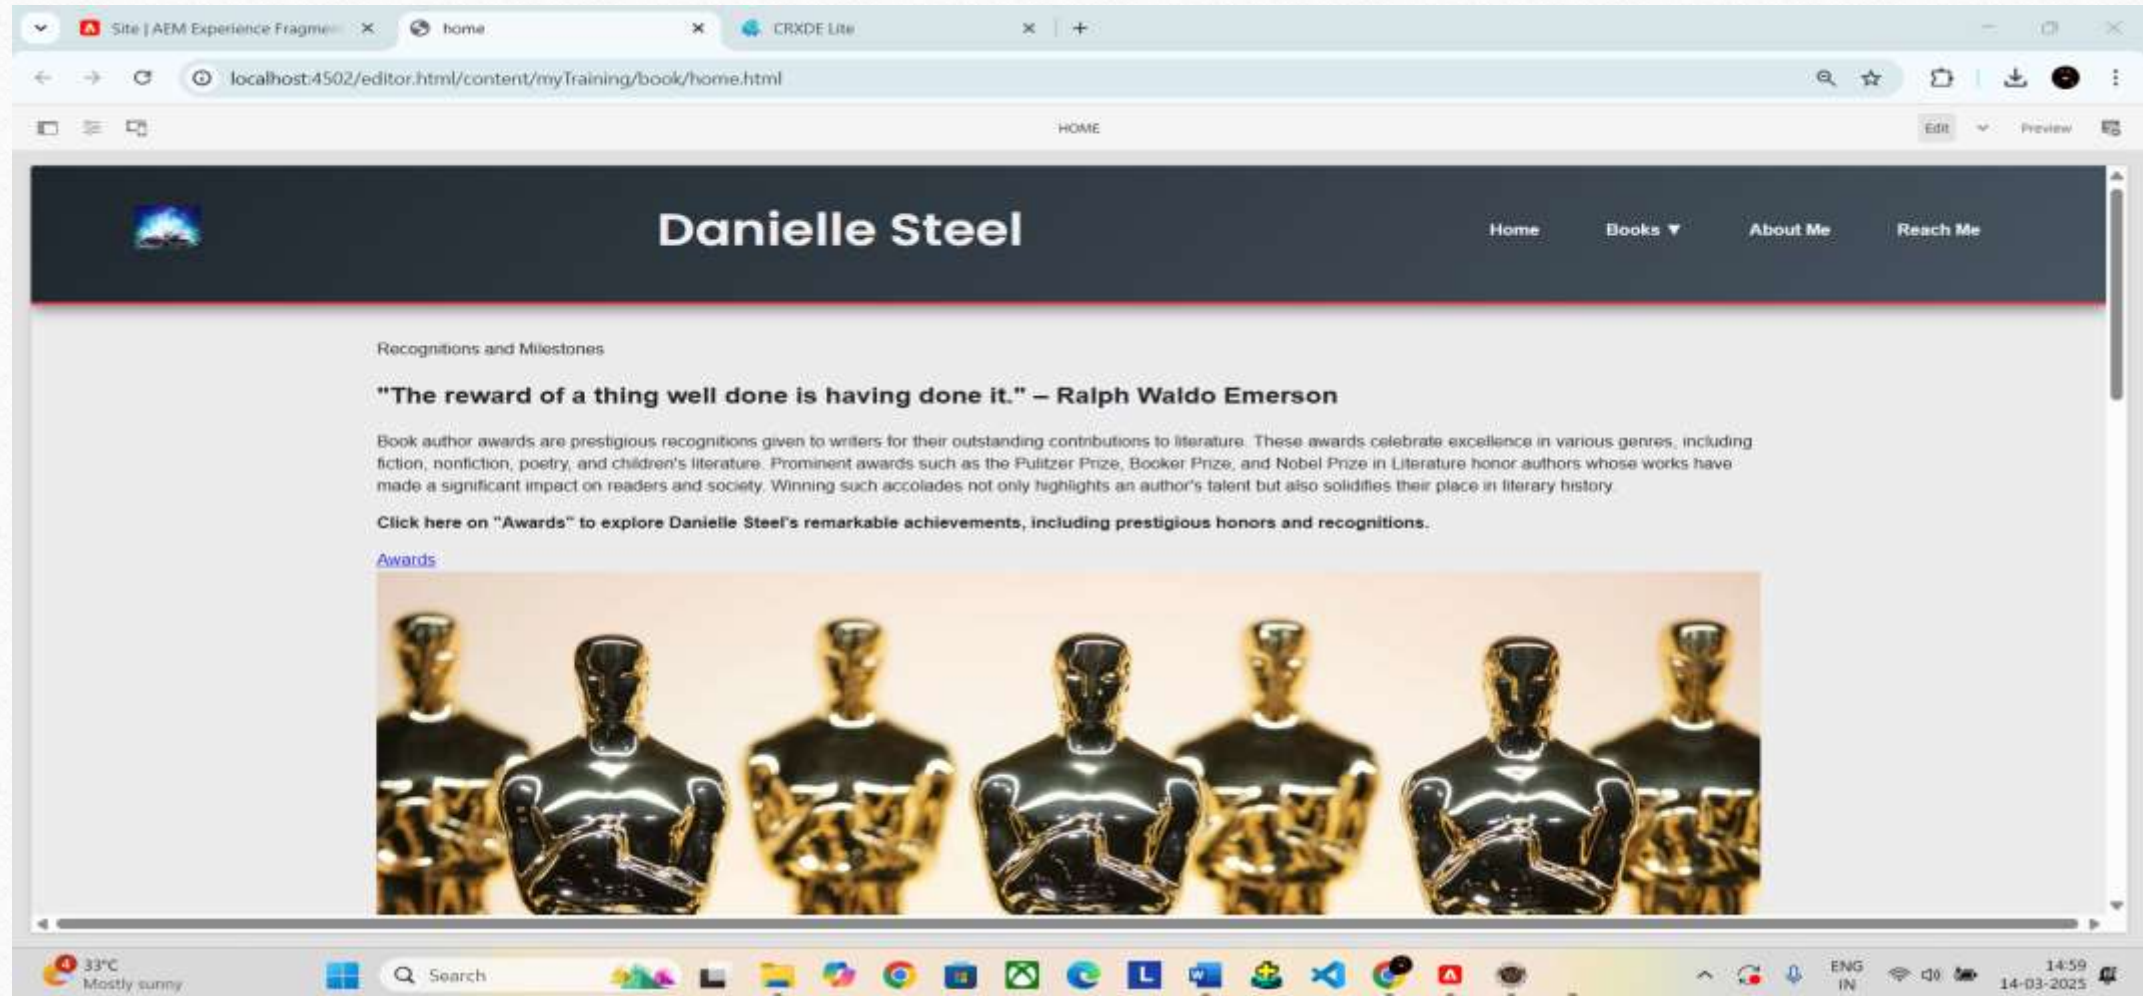 Site | AEM Experience Fragmen
home
CRXDE Lite
localhost:4502/editor.html/content/myTraining/book/home.html
HOME
Edit
Preview
Danielle Steel
Home
Books ▼
About Me
Reach Me
Recognitions and Milestones
"The reward of a thing well done is having done it." – Ralph Waldo Emerson
Book author awards are prestigious recognitions given to writers for their outstanding contributions to literature. These awards celebrate excellence in various genres, including
fiction, nonfiction, poetry, and children's literature. Prominent awards such as the Pulitzer Prize, Booker Prize, and Nobel Prize in Literature honor authors whose works have
made a significant impact on readers and society. Winning such accolades not only highlights an author's talent but also solidifies their place in literary history.
Click here on "Awards" to explore Danielle Steel's remarkable achievements, including prestigious honors and recognitions.
Awards
4
33°C
Mostly sunny
Search
L
ENG
IN
14:59
14-03-2025